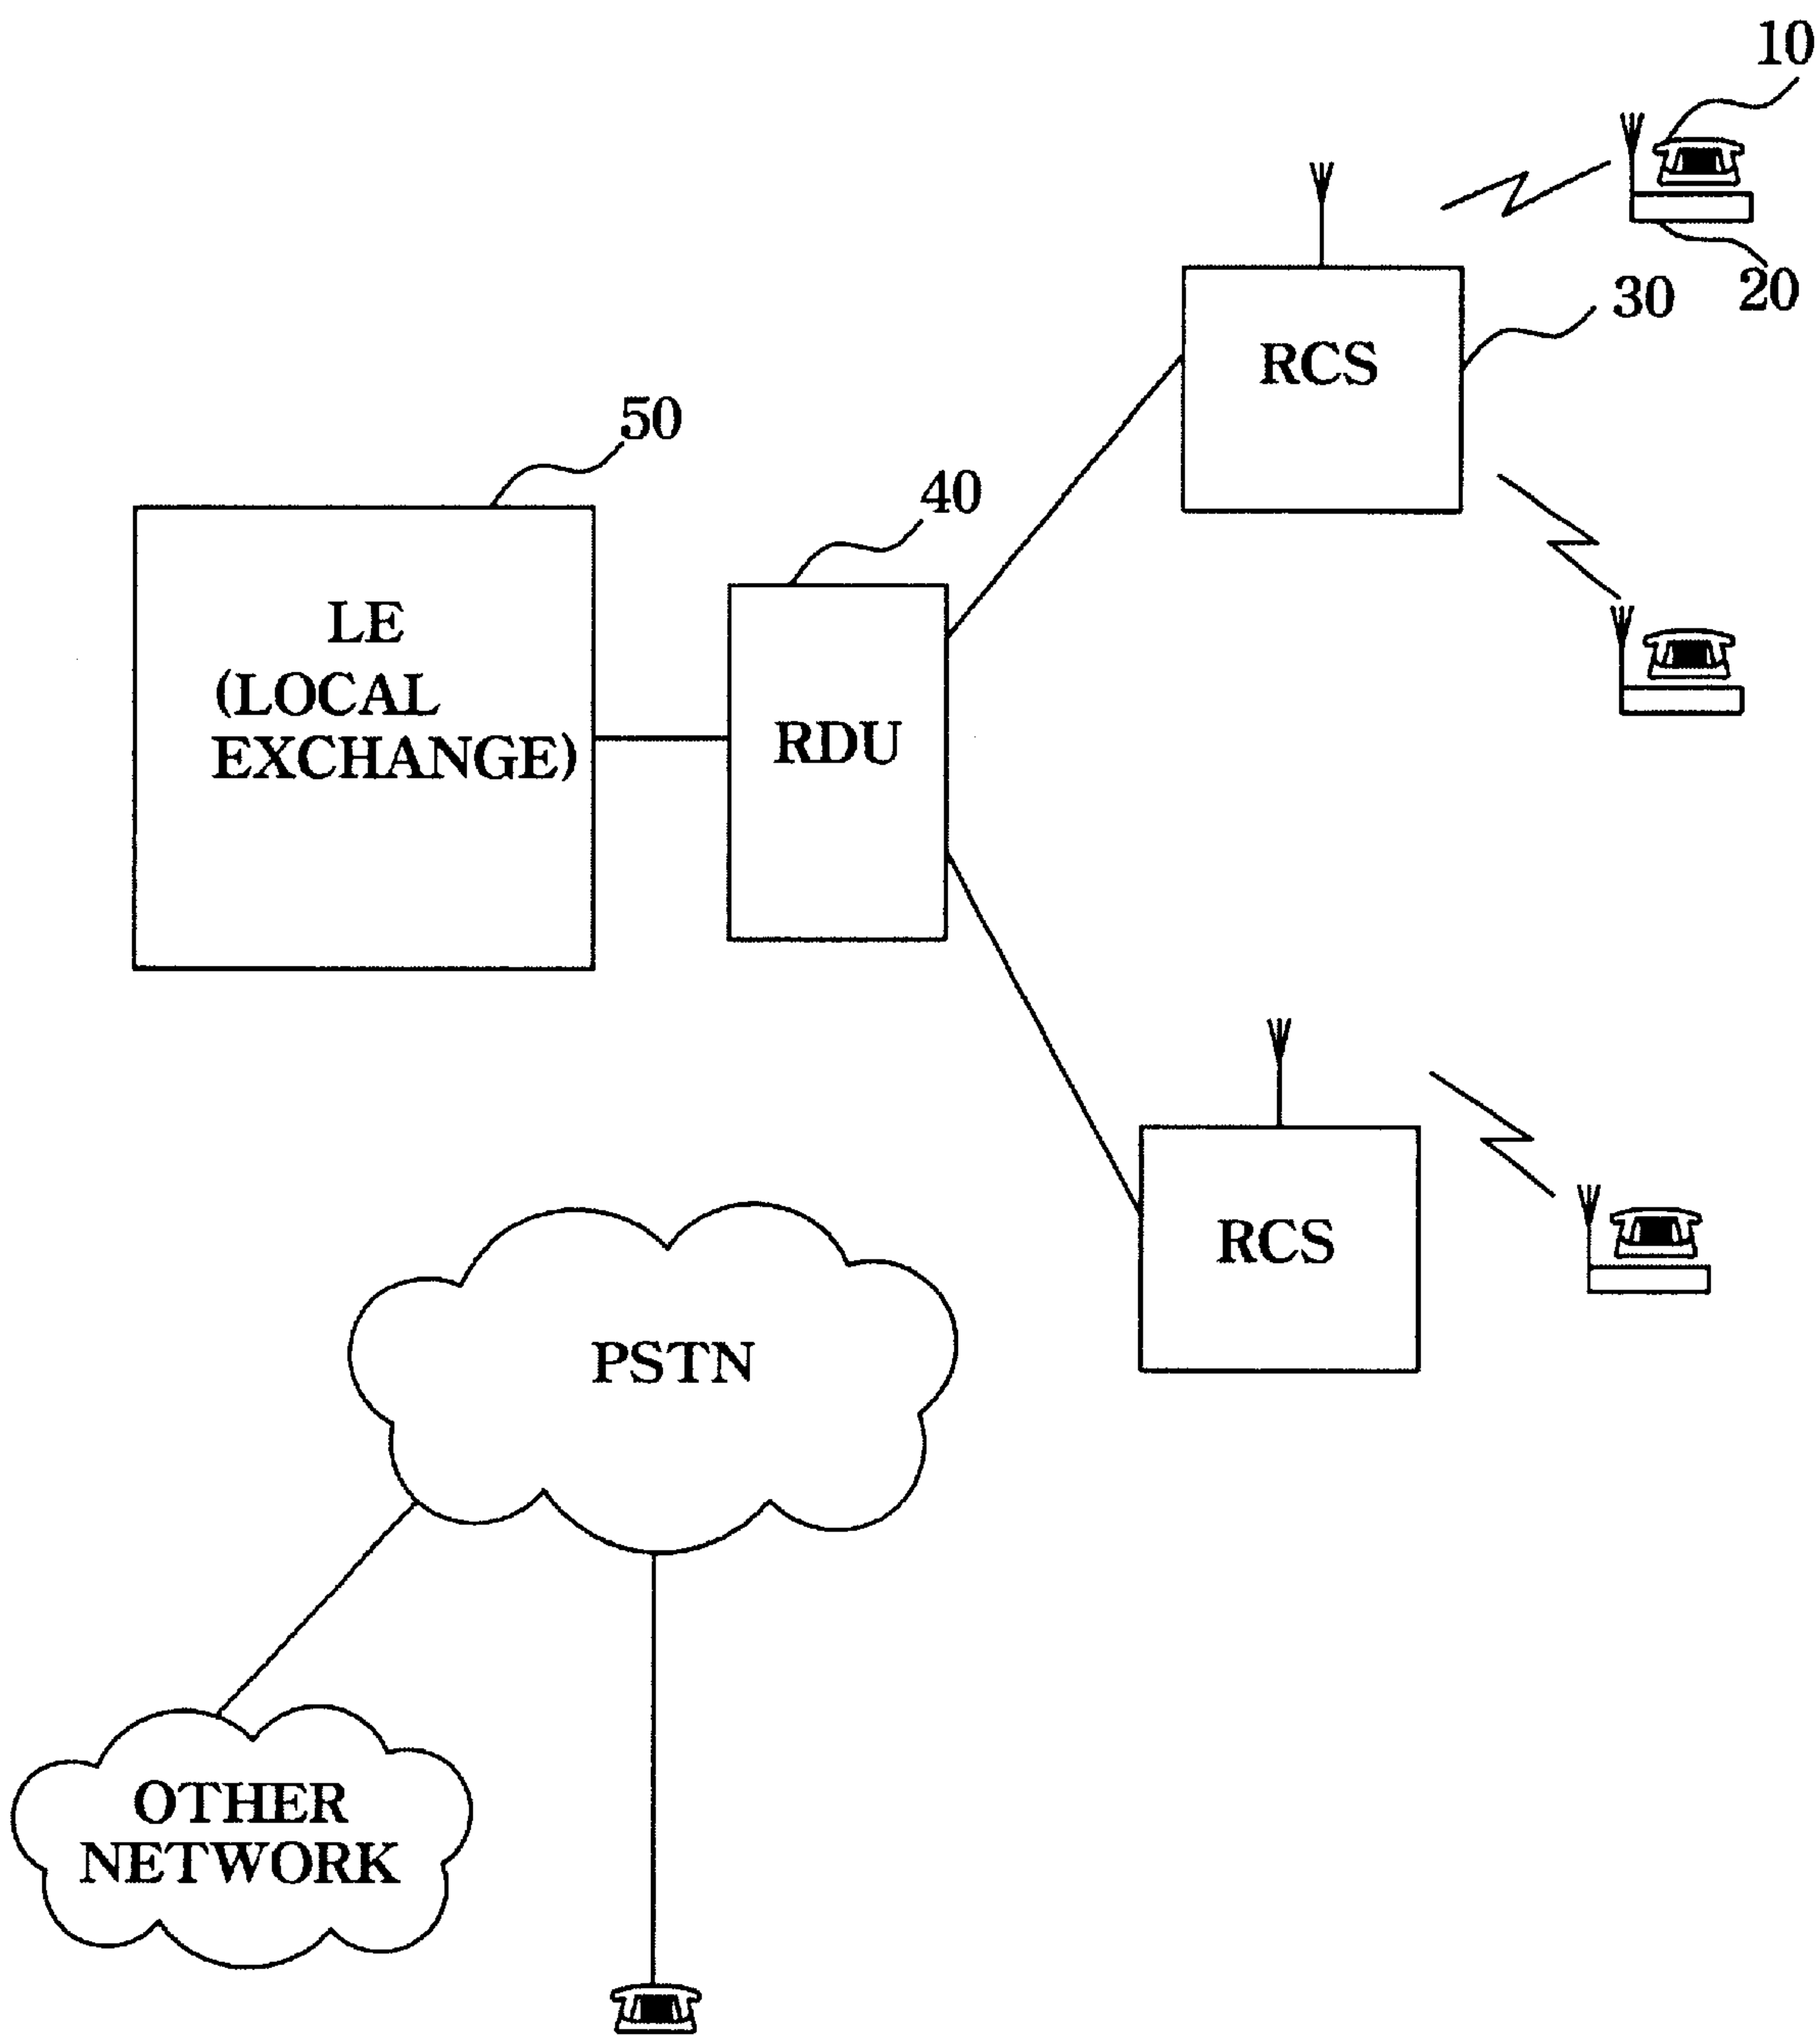 10
20
30
RCS
50
40
LE
(LOCAL
EXCHANGE)
RDU
RCS
PSTN
OTHER
NETWORK